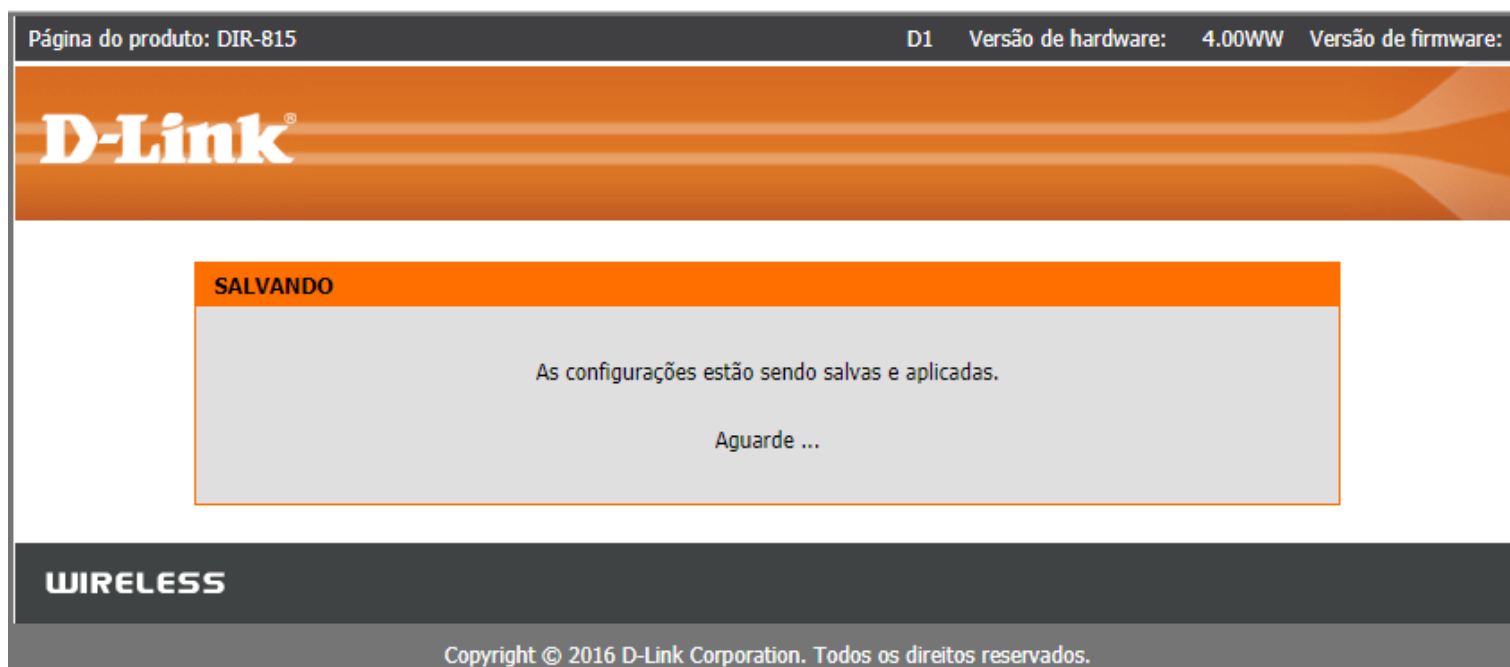 Página do produto: DIR-815 D1 Versão de hardware: 4.00WW Versão de firmware:
D-Link®
SALVANDO
As configurações estão sendo salvas e aplicadas.
Aguarde ...
WIRELESS
Copyright © 2016 D-Link Corporation. Todos os direitos reservados.